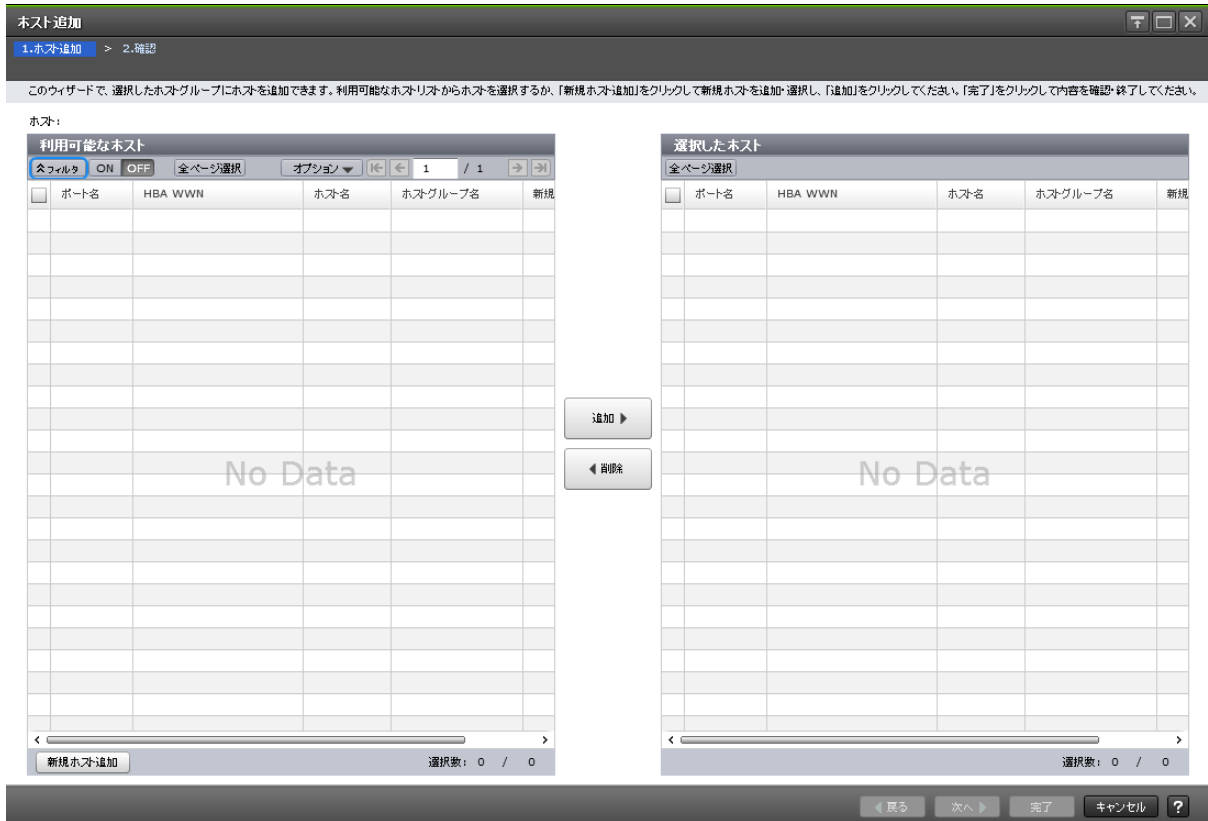 ホスト追加
1.ホスト追加 > 2.確認
このウィザードで、選択したホストグループにホストを追加できます。利用可能なホストリストからホストを選択するか、「新規ホスト追加」をクリックして新規ホストを追加・選択し、「追加」をクリックしてください。「完了」をクリックして内容を確認・終了してください。
ホスト:
利用可能なホスト
フィルタ ON OFF 全ページ選択 オプション 1 / 1
ポート名 HBA WWN ホスト名 ホストグループ名 新規
No Data
新規ホスト追加 選択数: 0 / 0
追加
削除
選択したホスト
全ページ選択
ポート名 HBA WWN ホスト名 ホストグループ名 新規
No Data
選択数: 0 / 0
戻る 次へ 完了 キャンセル ?